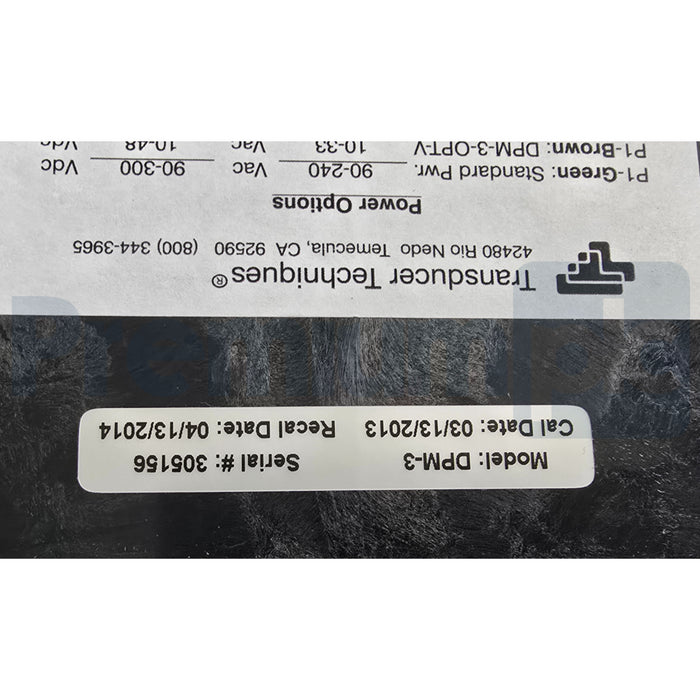 Model: DPM-3 Serial #: 305156
Cal Date: 03/13/2013 Recal Date: 04/13/2014
Transducer Techniques®
42480 Rio Nedo Temecula, CA 92590 (800) 344-3965
Power Options
P1-Green: Standard Pwr. 90-240 Vac 90-300 Vdc
P1-Brown: DPM-3-OPT-V 10-33 Vac 10-48 Vdc